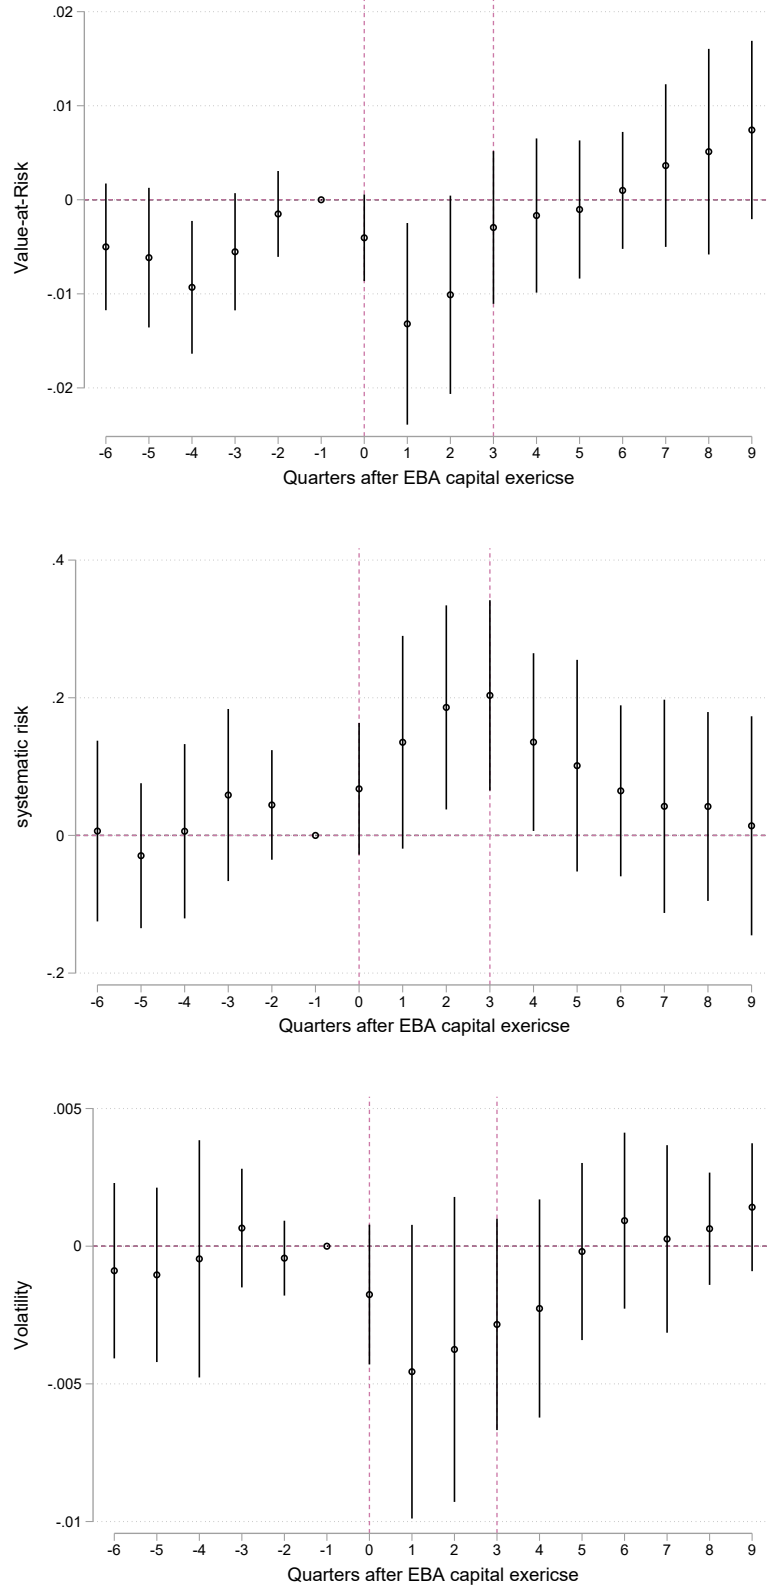 .02
.01
0
-.01
-.02
Value-at-Risk
-6 -5 -4 -3 -2 -1 0 1 2 3 4 5 6 7 8 9
Quarters after EBA capital exericse
.4
.2
0
-.2
systematic risk
-6 -5 -4 -3 -2 -1 0 1 2 3 4 5 6 7 8 9
Quarters after EBA capital exericse
.005
0
-.005
-.01
Volatility
-6 -5 -4 -3 -2 -1 0 1 2 3 4 5 6 7 8 9
Quarters after EBA capital exericse